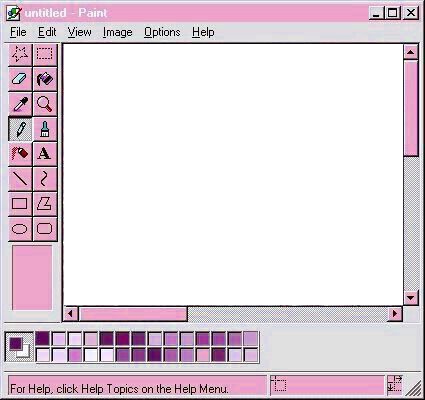 untitled - Paint
File Edit View Image Options Help
A
For Help, click Help Topics on the Help Menu.